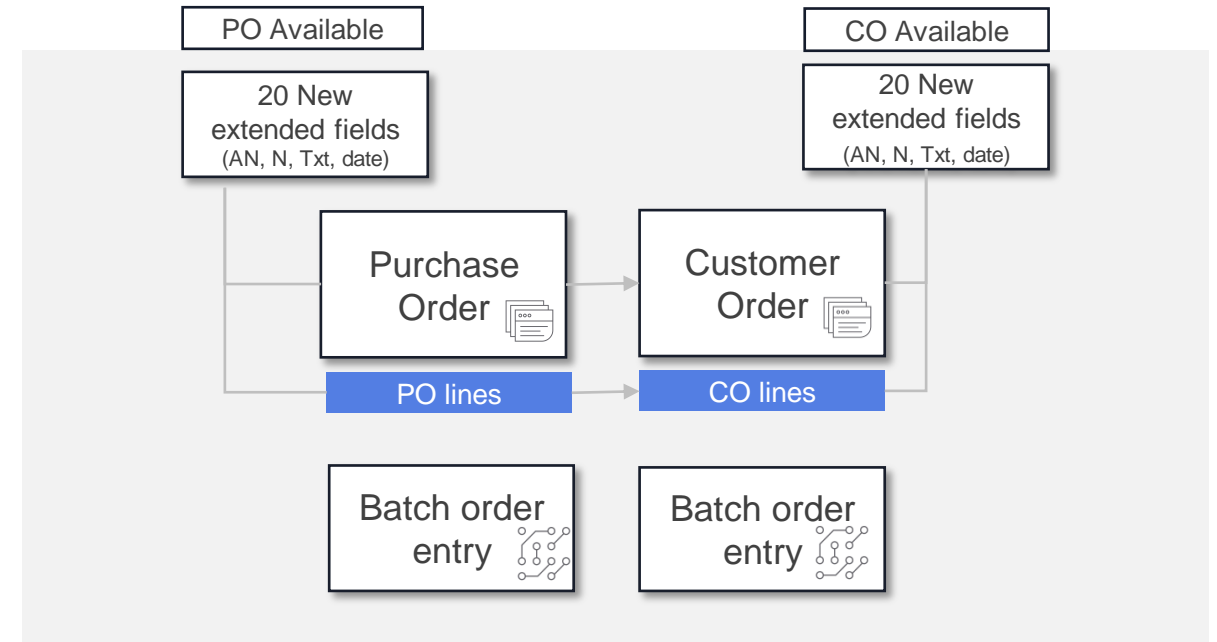 PO Available
CO Available
20 New
extended fields
(AN, N, Txt, date)
20 New
extended fields
(AN, N, Txt, date)
Purchase
Order
Customer
Order
PO lines
CO lines
Batch order
entry
Batch order
entry